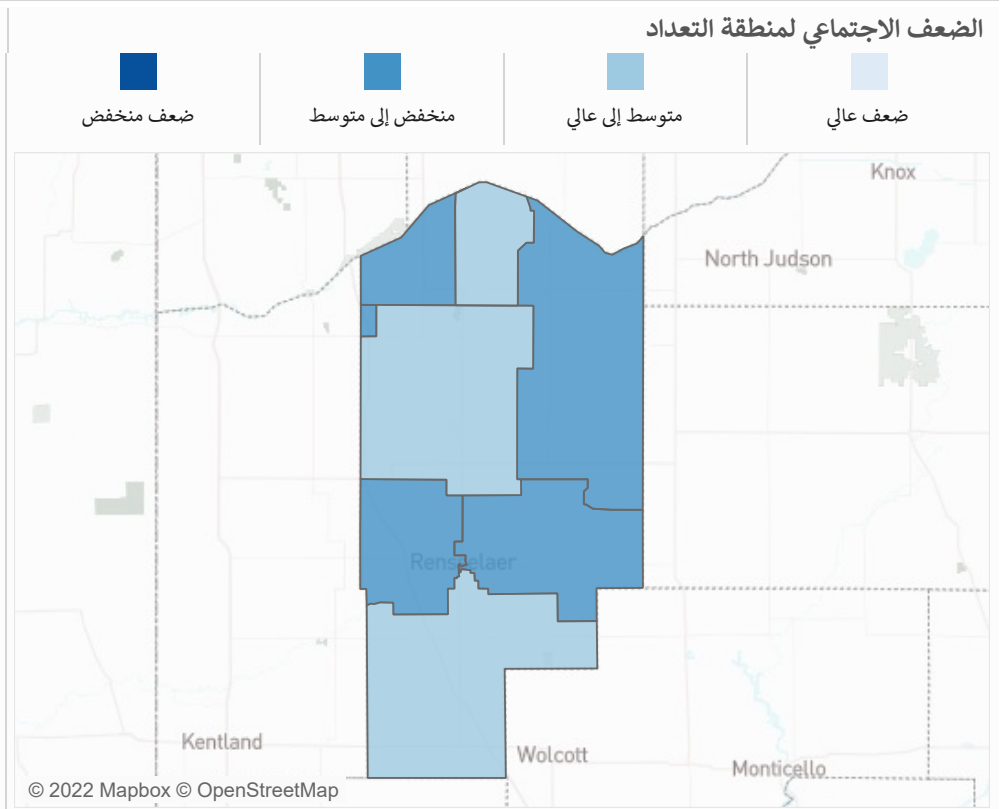 الضعف الاجتماعي لمنطقة التعداد
ضعف عالي
متوسط إلى عالي
منخفض إلى متوسط
ضعف منخفض
Knox
North Judson
Rensselaer
Kentland
Wolcott
Monticello
© 2022 Mapbox © OpenStreetMap